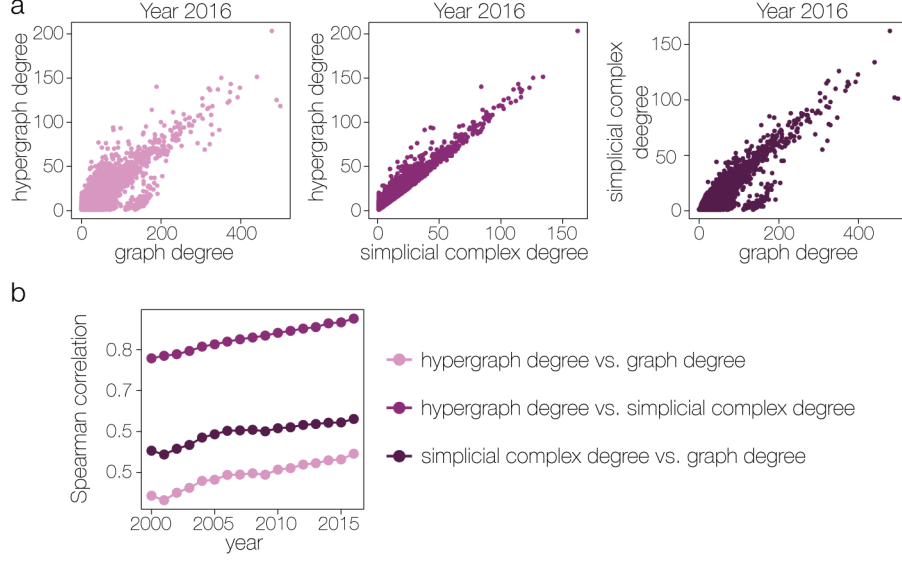 a
Year 2016
Year 2016
Year 2016
hypergraph degree
200
150
100
50
0
0
200
400
graph degree
hypergraph degree
200
150
100
50
0
0
50
100
150
simplicial complex degree
simplicial complex
deegree
150
100
50
0
0
200
400
graph degree
b
Spearman correlation
0.8
0.7
0.5
0.5
2000
2005
2010
2015
year
hypergraph degree vs. graph degree
hypergraph degree vs. simplicial complex degree
simplicial complex degree vs. graph degree